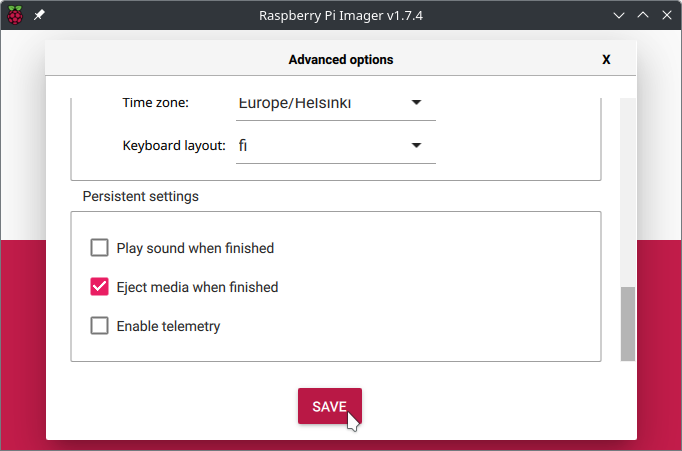 Raspberry Pi Imager v1.7.4
Advanced options X
Time zone: Europe/Helsinki
Keyboard layout: fi
Persistent settings
Play sound when finished
Eject media when finished
Enable telemetry
SAVE